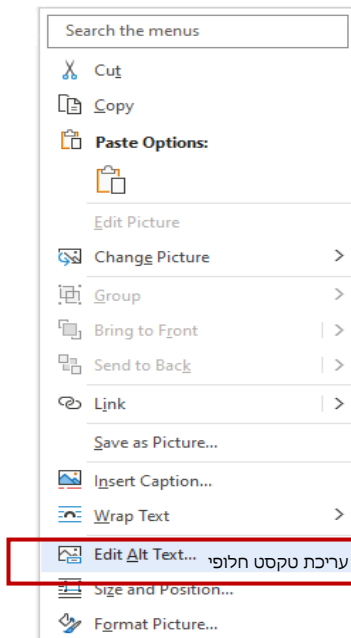 Search the menus
Cut
Copy
Paste Options:
Edit Picture
Change Picture
Group
Bring to Front
Send to Back
Link
Save as Picture...
Insert Caption...
Wrap Text
Edit Alt Text... עריכת טקסט חלופי
Size and Position...
Format Picture...